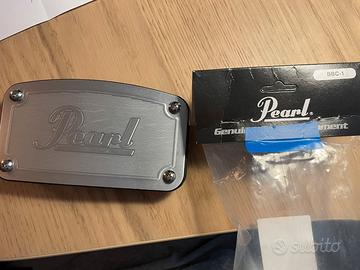 Pearl
BBC-1
Pearl®
Genui
ment
subito